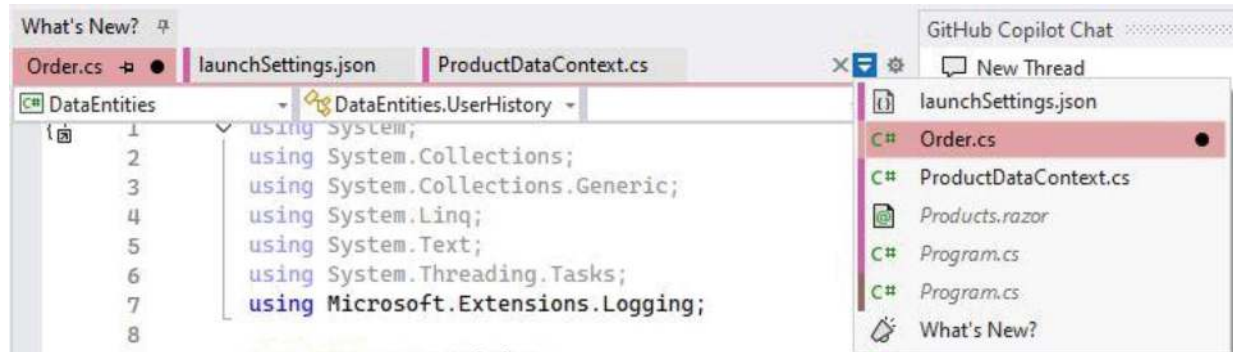 What's New?
GitHub Copilot Chat
Order.cs launchSettings.json ProductDataContext.cs
New Thread
C# DataEntities DataEntities.UserHistory
1 using System;
2 using System.Collections;
3 using System.Collections.Generic;
4 using System.Linq;
5 using System.Text;
6 using System.Threading.Tasks;
7 using Microsoft.Extensions.Logging;
8
launchSettings.json
C# Order.cs
C# ProductDataContext.cs
Products.razor
C# Program.cs
C# Program.cs
What's New?